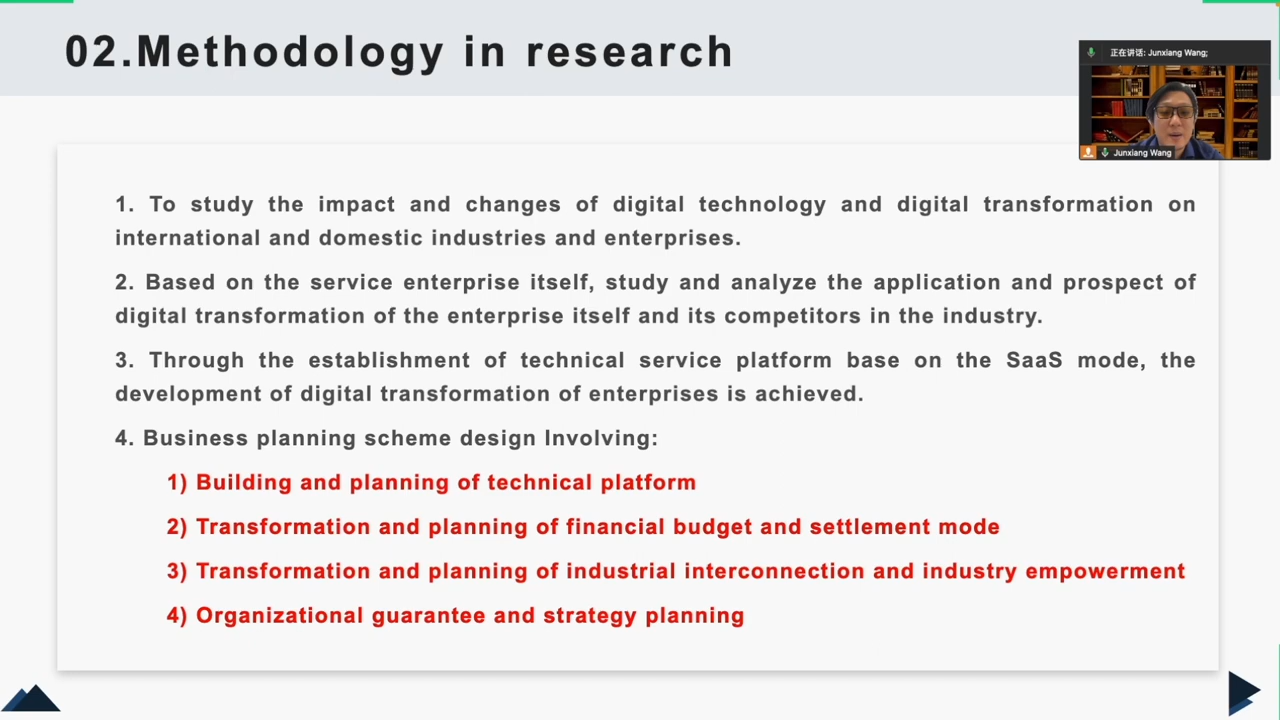 02.Methodology in research
正在讲话: Junxiang Wang;
Junxiang Wang
1. To study the impact and changes of digital technology and digital transformation on
international and domestic industries and enterprises.
2. Based on the service enterprise itself, study and analyze the application and prospect of
digital transformation of the enterprise itself and its competitors in the industry.
3. Through the establishment of technical service platform base on the SaaS mode, the
development of digital transformation of enterprises is achieved.
4. Business planning scheme design Involving:
1) Building and planning of technical platform
2) Transformation and planning of financial budget and settlement mode
3) Transformation and planning of industrial interconnection and industry empowerment
4) Organizational guarantee and strategy planning